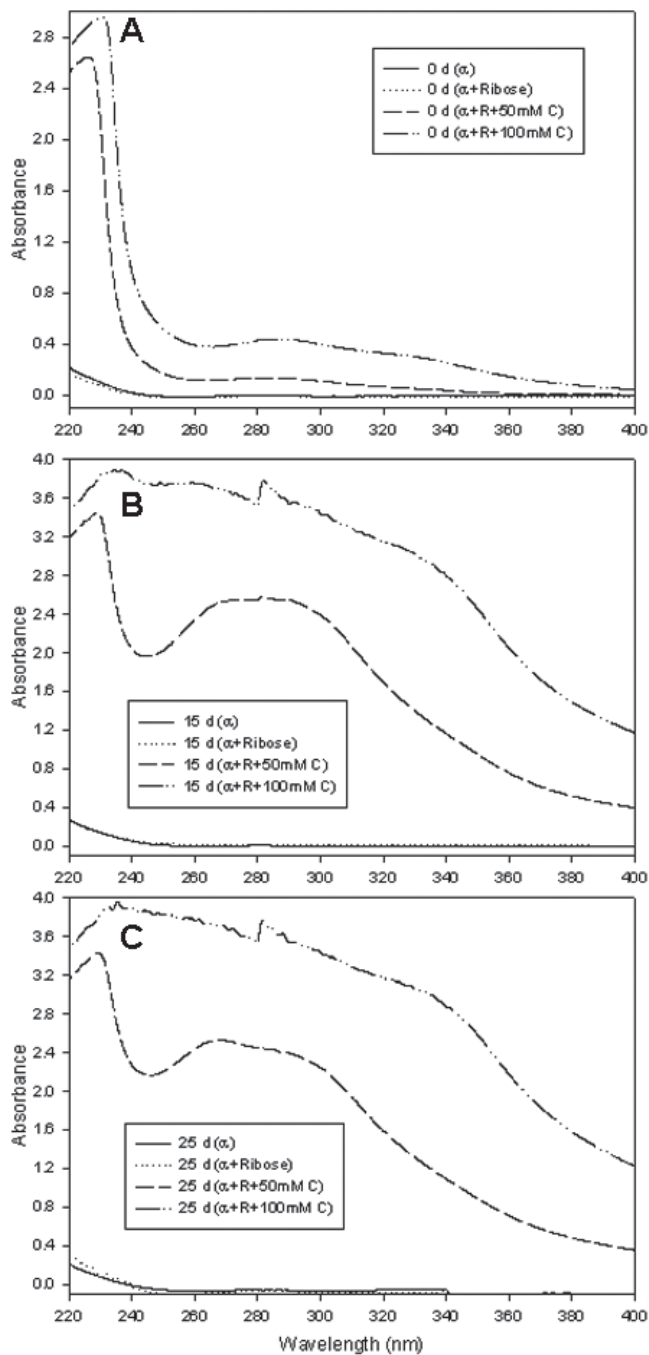 A
2.8
2.4
2.0
1.6
1.2
0.8
0.4
0.0
Absorbance
0 d (α)
0 d (α+Ribose)
0 d (α+R+50mM C)
0 d (α+R+100mM C)
220 240 260 280 300 320 340 360 380 400
B
4.0
3.6
3.2
2.8
2.4
2.0
1.6
1.2
0.8
0.4
0.0
Absorbance
15 d (α)
15 d (α+Ribose)
15 d (α+R+50mM C)
15 d (α+R+100mM C)
220 240 260 280 300 320 340 360 380 400
C
4.0
3.6
3.2
2.8
2.4
2.0
1.6
1.2
0.8
0.4
0.0
Absorbance
25 d (α)
25 d (α+Ribose)
25 d (α+R+50mM C)
25 d (α+R+100mM C)
220 240 260 280 300 320 340 360 380 400
Wavelength (nm)